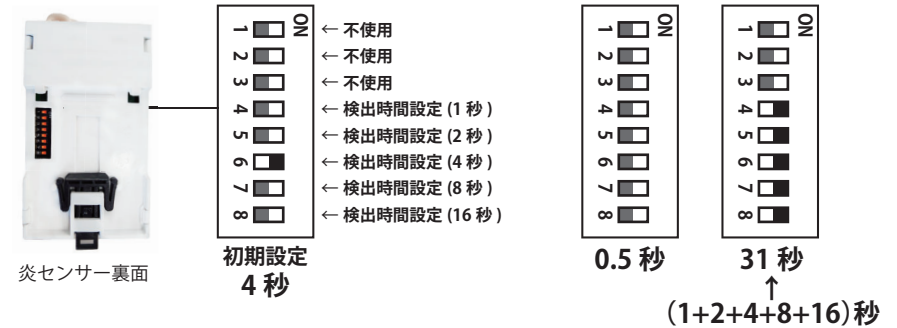 ON
1 ← 不使用
2 ← 不使用
3 ← 不使用
4 ← 検出時間設定 (1 秒 )
5 ← 検出時間設定 (2 秒 )
6 ← 検出時間設定 (4 秒 )
7 ← 検出時間設定 (8 秒 )
8 ← 検出時間設定 (16 秒 )
初期設定
4 秒
炎センサー裏面
ON
1
2
3
4
5
6
7
8
0.5 秒
ON
1
2
3
4
5
6
7
8
31 秒
↑
(1+2+4+8+16)秒